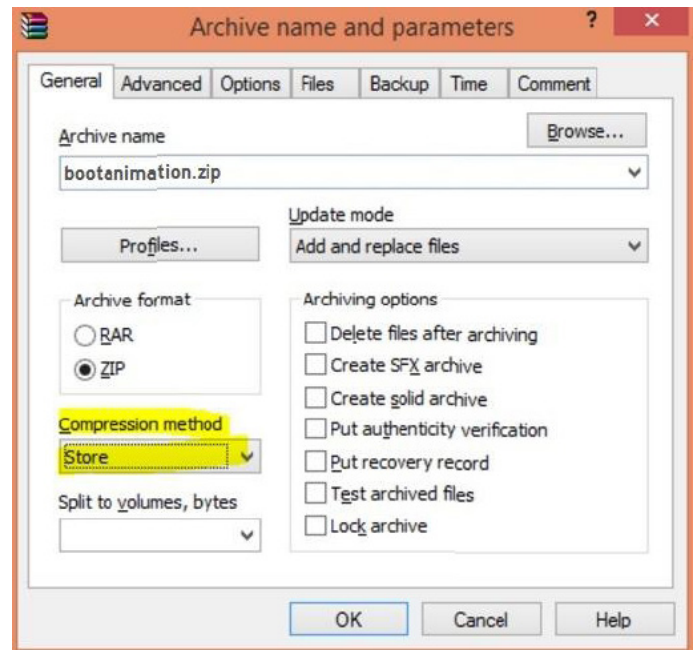 Archive name and parameters ?
General Advanced Options Files Backup Time Comment
Archive name
Browse...
bootanimation.zip
Update mode
Profiles...
Add and replace files
Archive format
RAR
ZIP
Compression method
Store
Split to volumes, bytes
Archiving options
Delete files after archiving
Create SFX archive
Create solid archive
Put authenticity verification
Put recovery record
Test archived files
Lock archive
OK Cancel Help